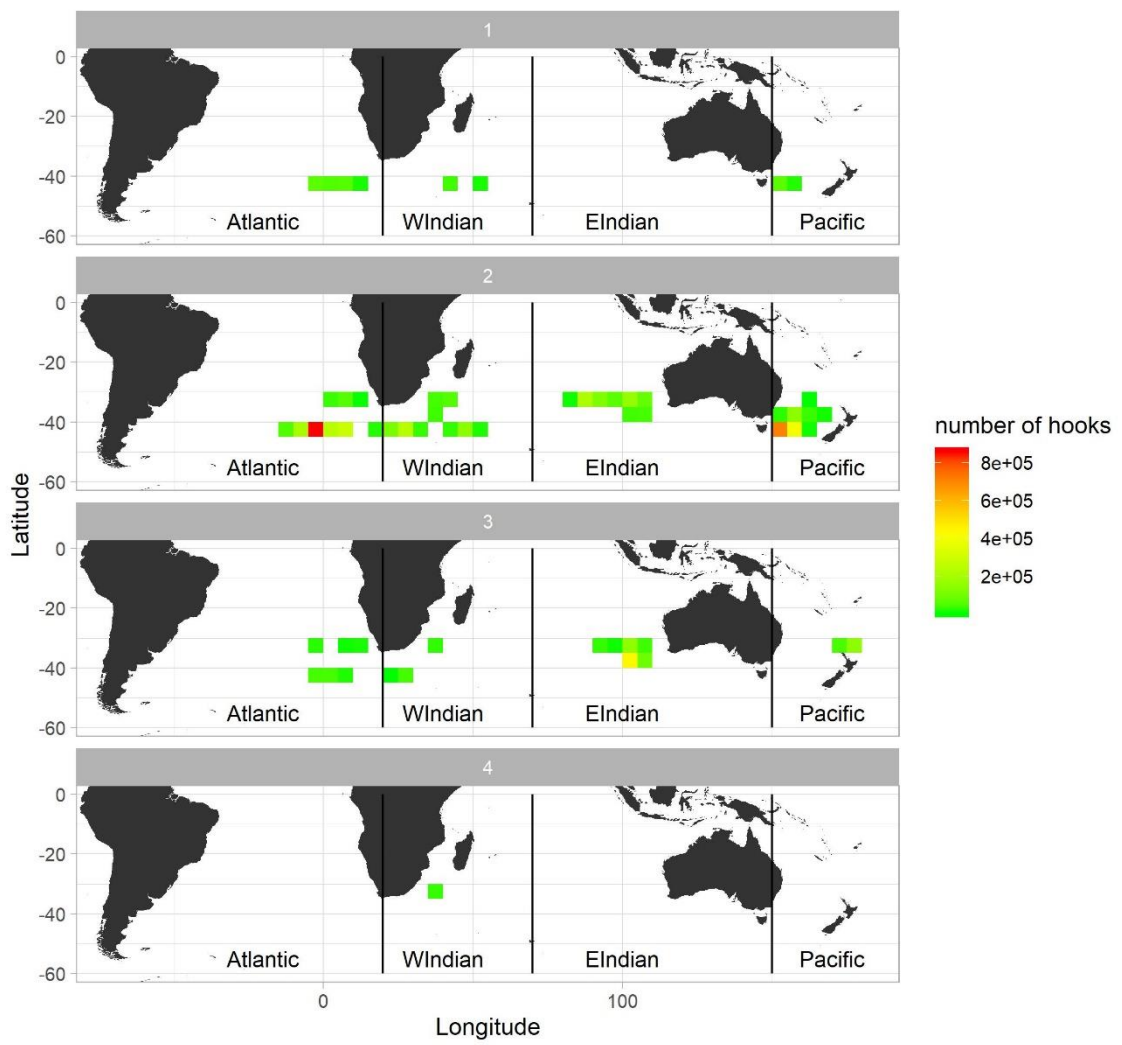 1
0
-20
-40
-60
Atlantic WIndian EIndian Pacific
2
0
-20
-40
-60
Atlantic WIndian EIndian Pacific
3
0
-20
-40
-60
Atlantic WIndian EIndian Pacific
4
0
-20
-40
-60
Atlantic WIndian EIndian Pacific
0 100
Longitude
Latitude
number of hooks
8e+05
6e+05
4e+05
2e+05